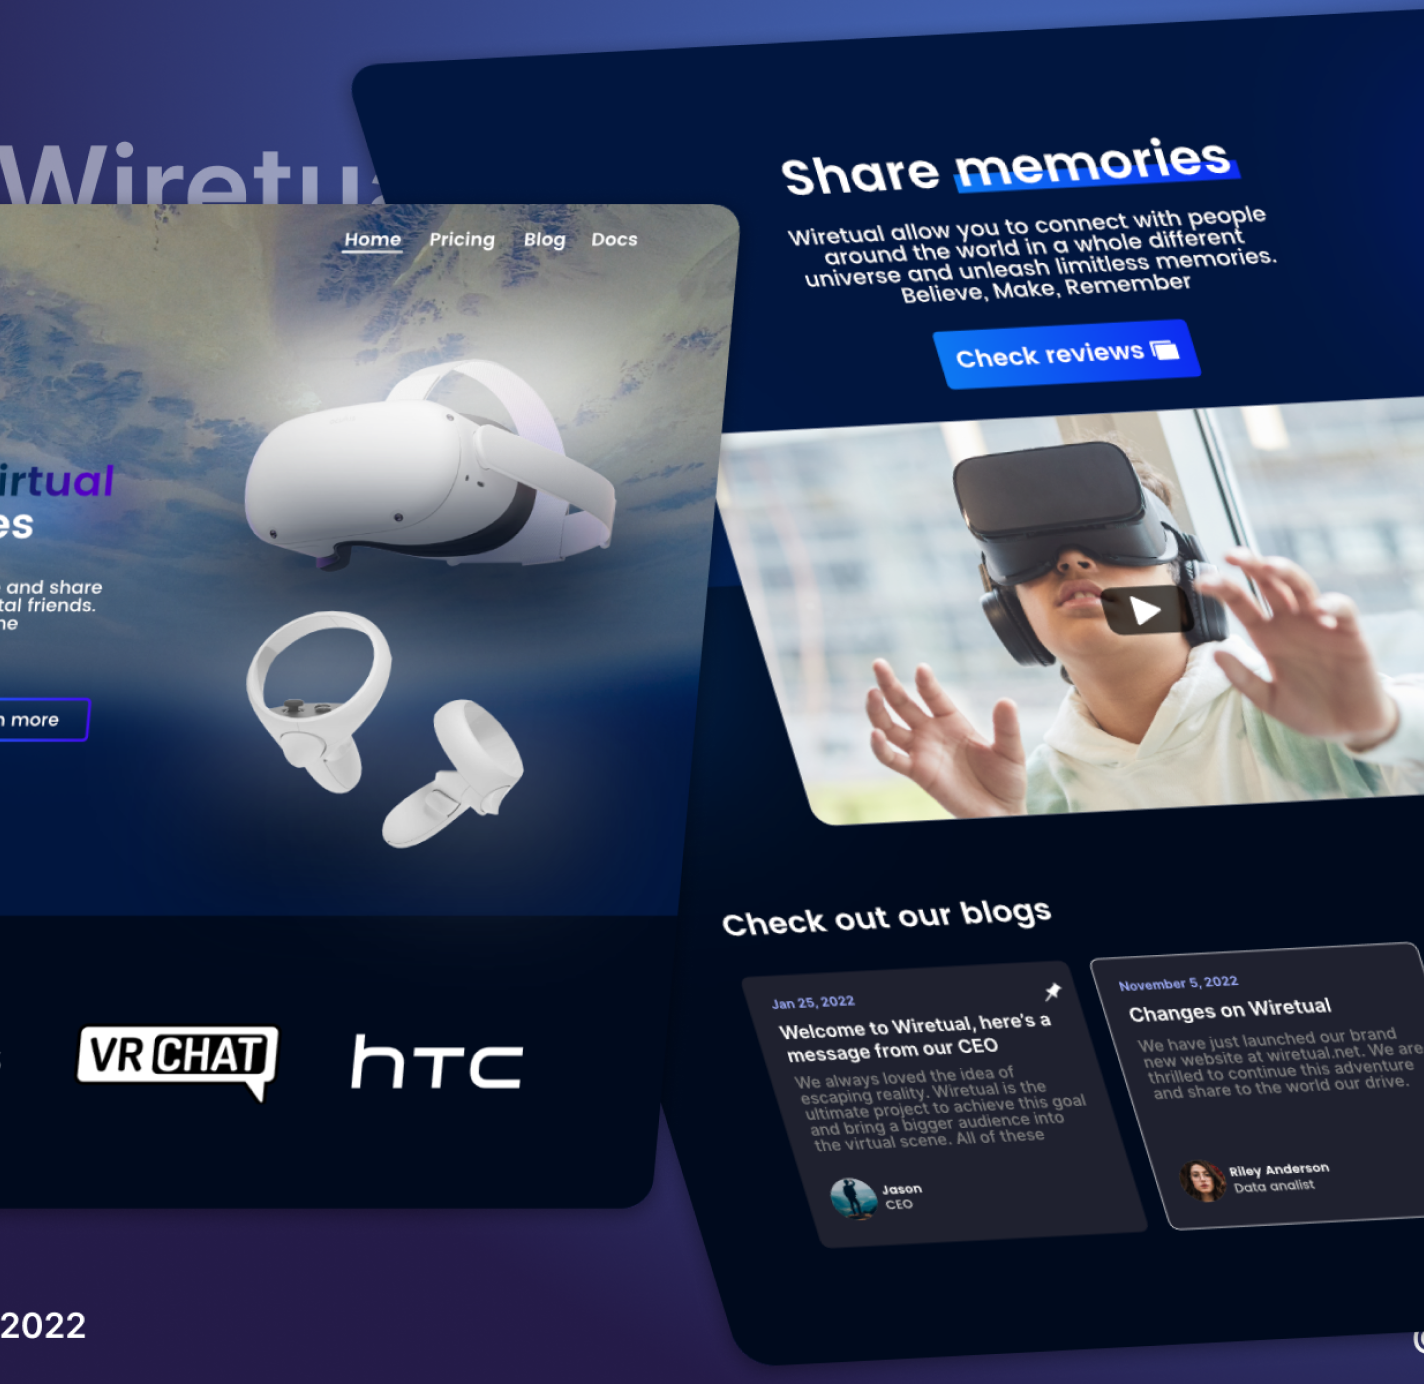 Wiretu
Home Pricing Blog Docs
irtual
es
and share
tal friends.
ne
more
VR CHAT
hTC
2022
Share memories
Wiretual allow you to connect with people
around the world in a whole different
universe and unleash limitless memories.
Believe, Make, Remember
Check reviews
Check out our blogs
Jan 25, 2022
Welcome to Wiretual, here's a
message from our CEO
We always loved the idea of
escaping reality. Wiretual is the
ultimate project to achieve this goal
and bring a bigger audience into
the virtual scene. All of these
Jason
CEO
November 5, 2022
Changes on Wiretual
We have just launched our brand
new website at wiretual.net. We are
thrilled to continue this adventure
and share to the world our drive.
Riley Anderson
Data analist